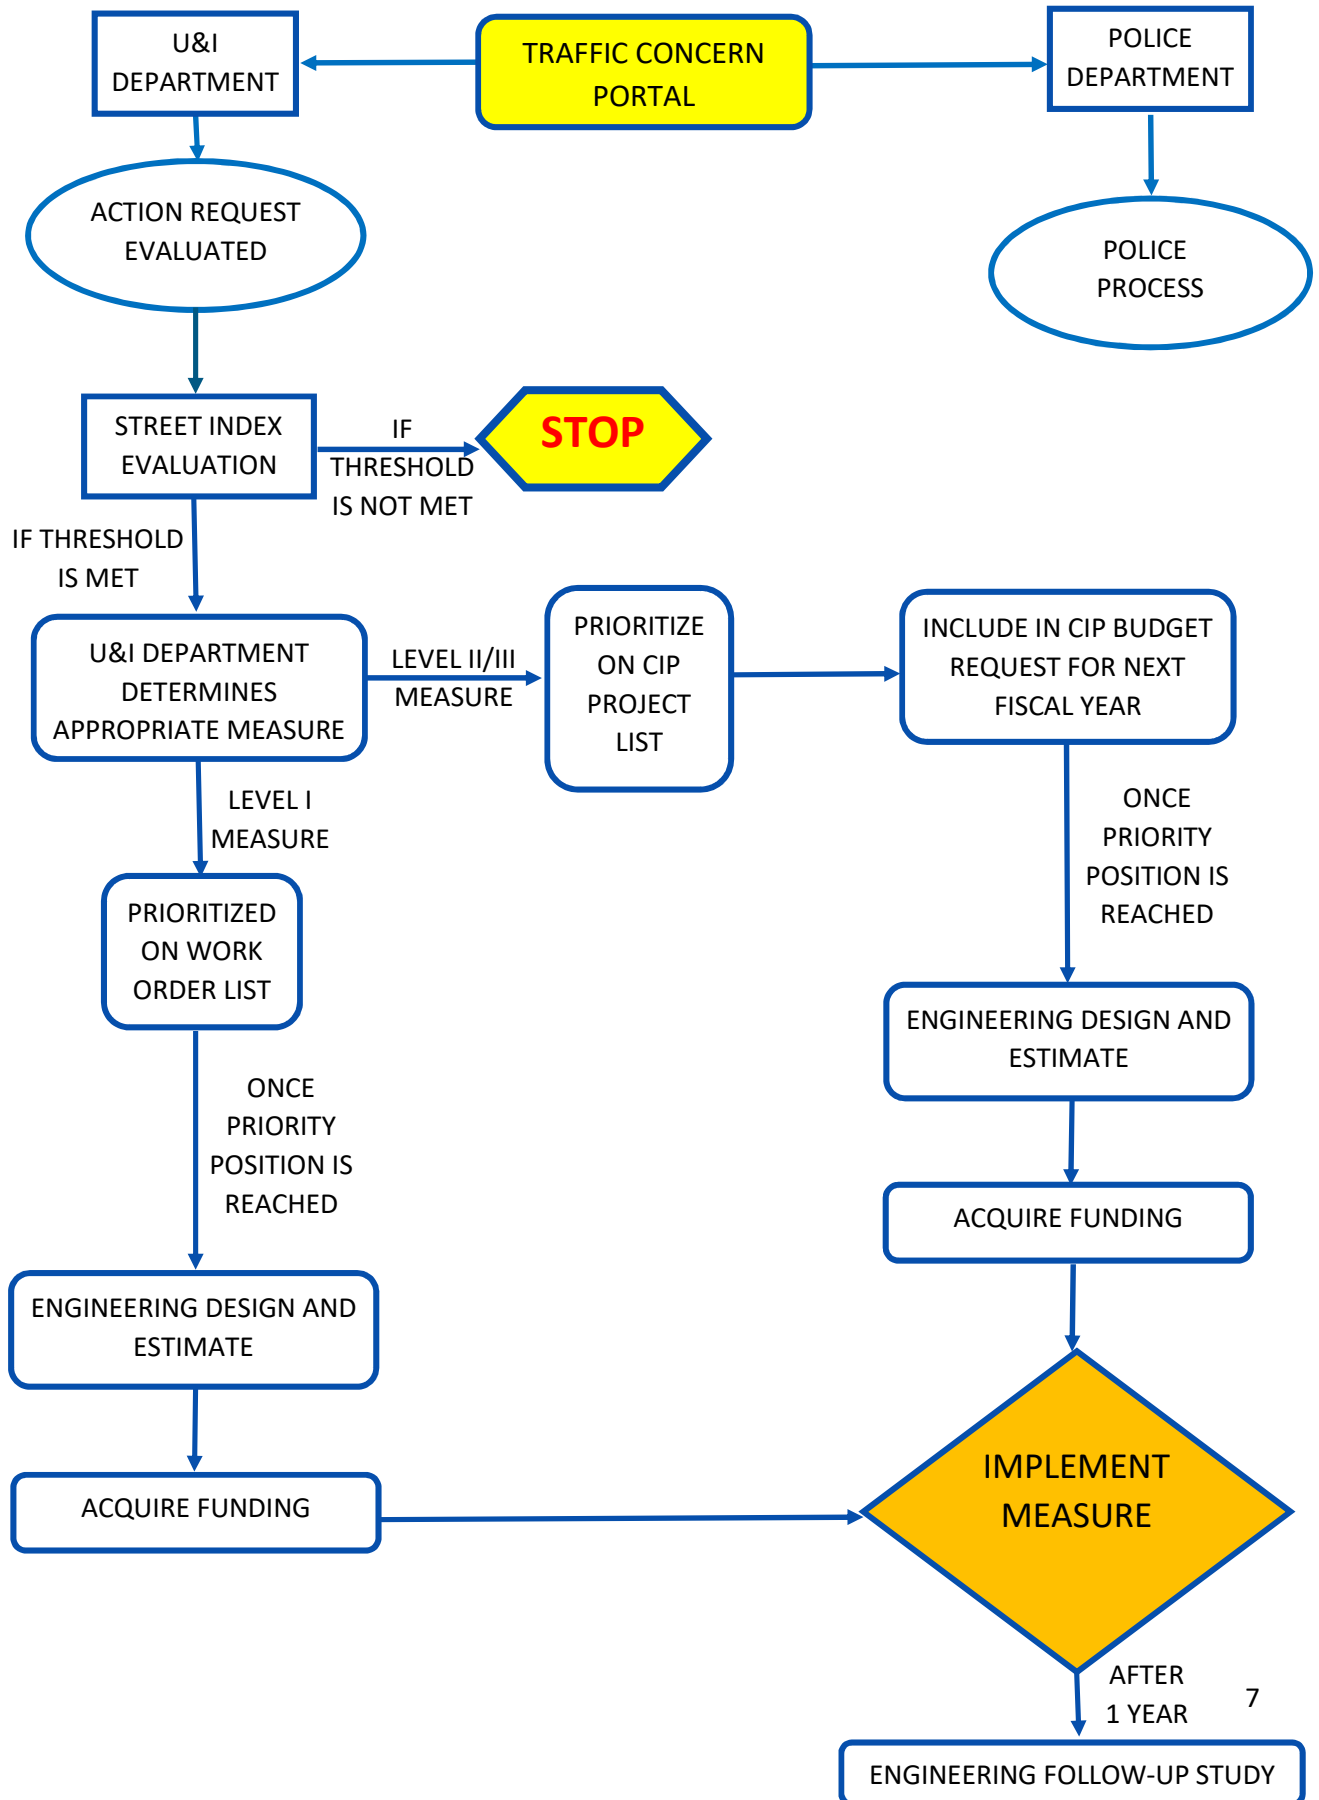 U&I
DEPARTMENT
TRAFFIC CONCERN
PORTAL
POLICE
DEPARTMENT
ACTION REQUEST
EVALUATED
POLICE
PROCESS
STREET INDEX
EVALUATION
IF
THRESHOLD
IS NOT MET
STOP
IF THRESHOLD
IS MET
U&I DEPARTMENT
DETERMINES
APPROPRIATE MEASURE
LEVEL II/III
MEASURE
PRIORITIZE
ON CIP
PROJECT
LIST
INCLUDE IN CIP BUDGET
REQUEST FOR NEXT
FISCAL YEAR
LEVEL I
MEASURE
ONCE
PRIORITY
POSITION IS
REACHED
PRIORITIZED
ON WORK
ORDER LIST
ENGINEERING DESIGN AND
ESTIMATE
ONCE
PRIORITY
POSITION IS
REACHED
ACQUIRE FUNDING
ENGINEERING DESIGN AND
ESTIMATE
ACQUIRE FUNDING
IMPLEMENT
MEASURE
AFTER
1 YEAR
7
ENGINEERING FOLLOW-UP STUDY